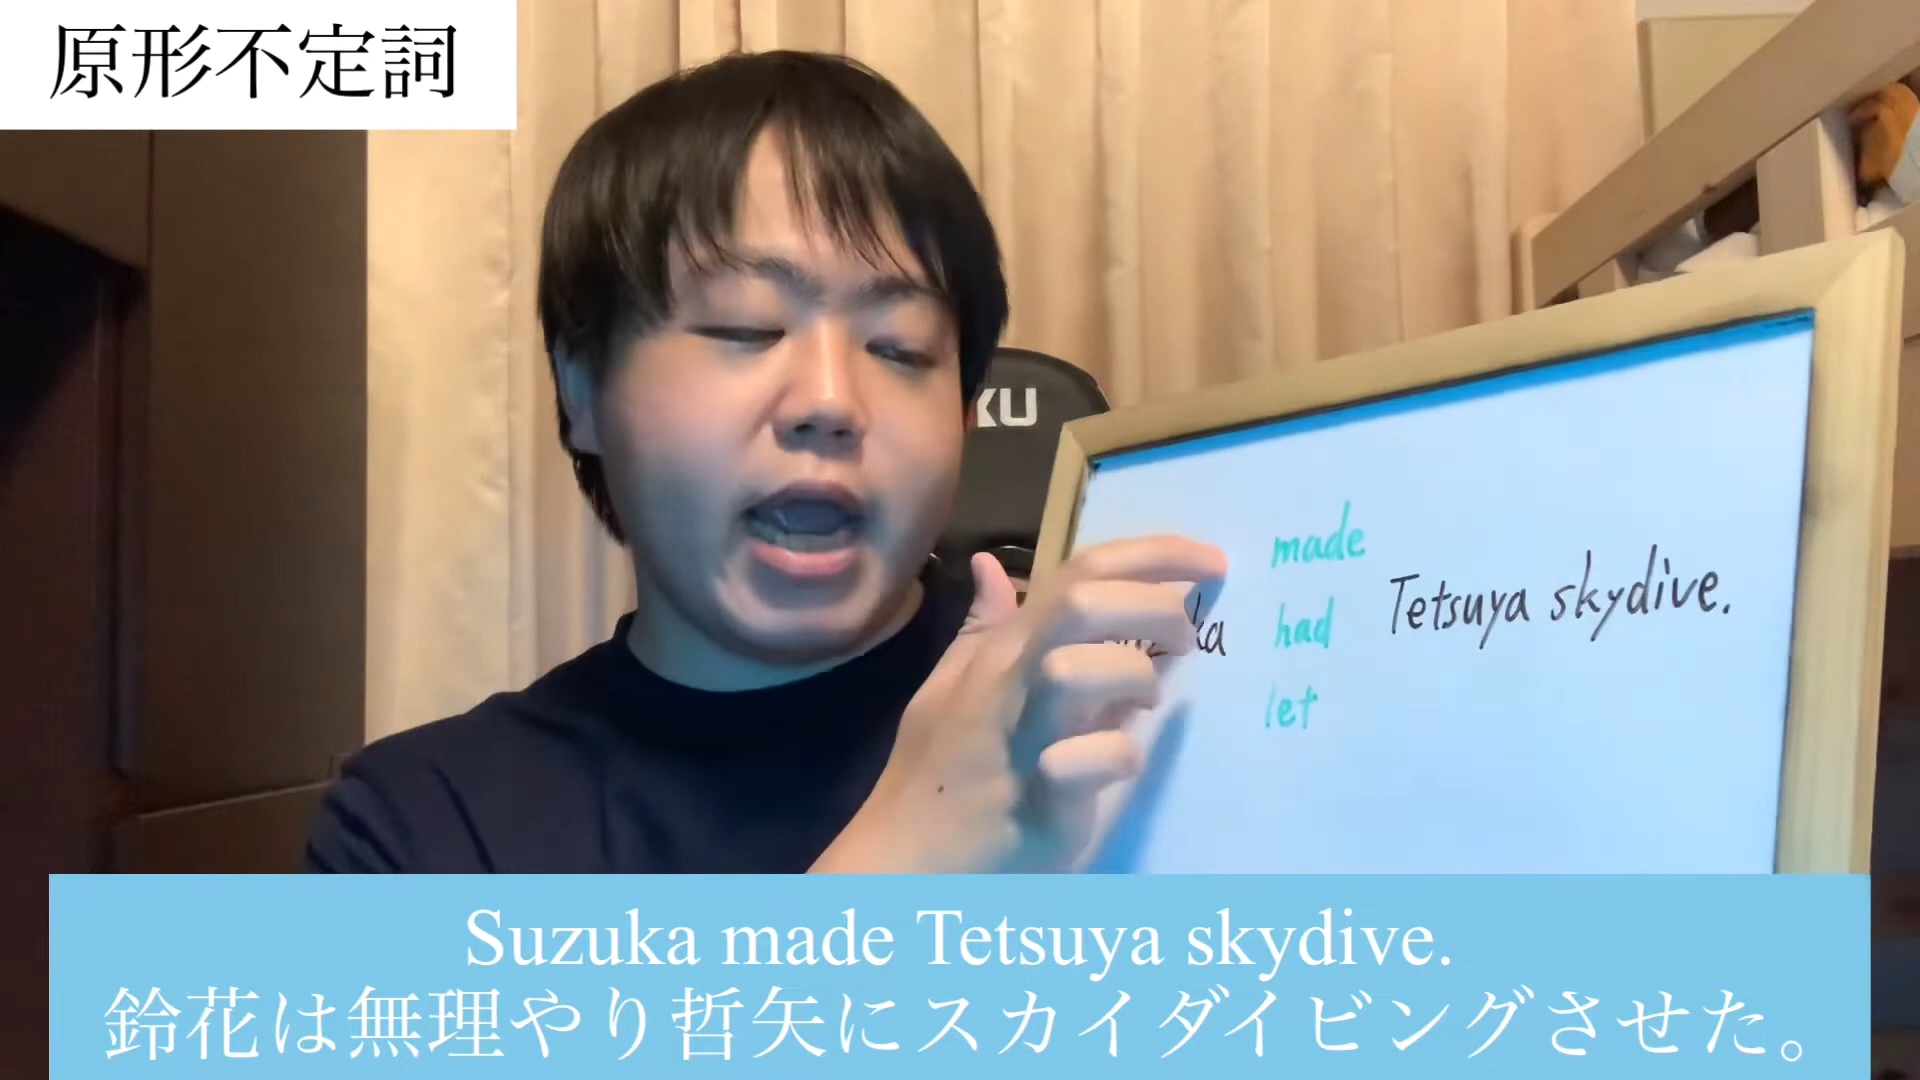 原形不定詞
KU
made
had
let
Tetsuya skydive.
Suzuka made Tetsuya skydive.
鈴花は無理やり哲矢にスカイダイビングさせた。